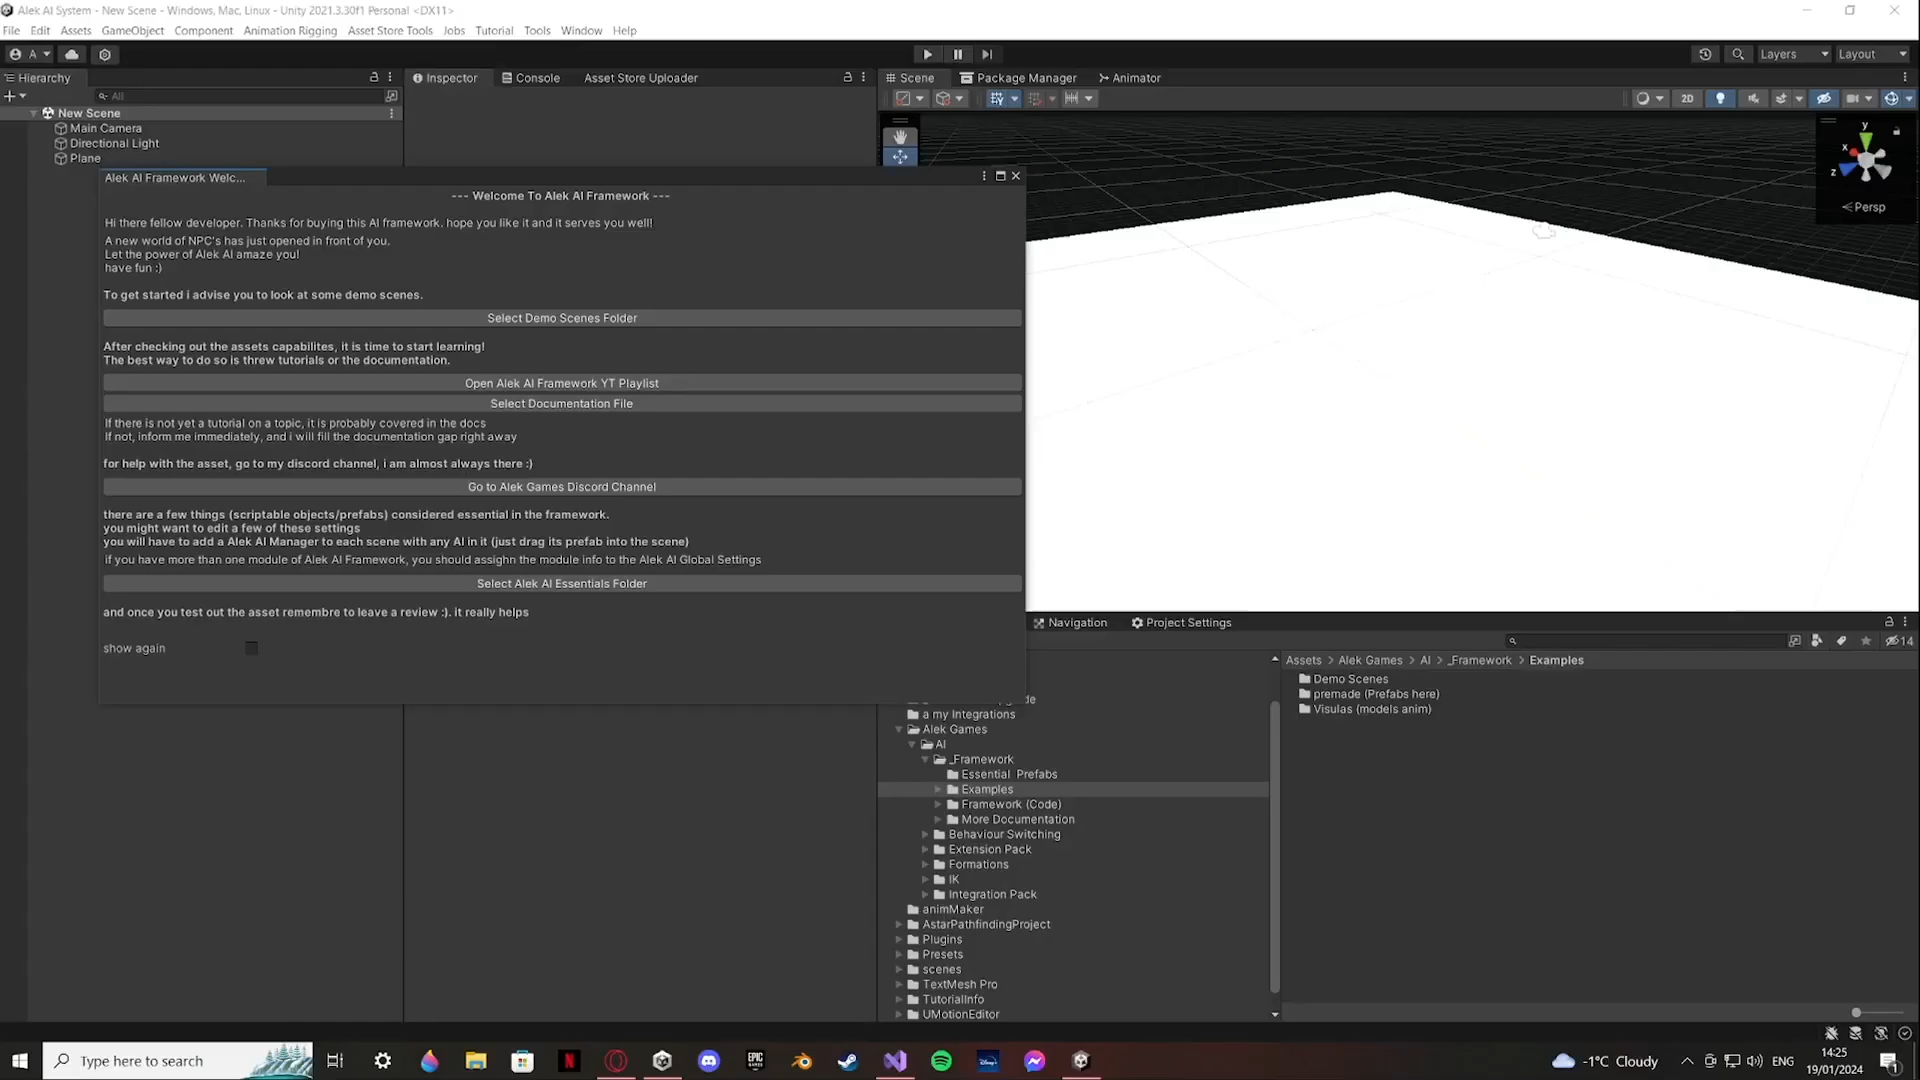 Alek AI System - New Scene - Windows, Mac, Linux - Unity 2021.3.30f1 Personal <DX11>
File Edit Assets GameObject Component Animation Rigging Asset Store Tools Jobs Tutorial Tools Window Help
A
Layers
Layout
Hierarchy
Inspector
Console
Asset Store Uploader
Scene
Package Manager
Animator
All
2D
New Scene
Main Camera
Directional Light
Plane
y
x
z
Persp
Alek AI Framework Welc...
--- Welcome To Alek AI Framework ---
Hi there fellow developer. Thanks for buying this AI framework. hope you like it and it serves you well!
A new world of NPC's has just opened in front of you.
Let the power of Alek AI amaze you!
have fun :)
To get started i advise you to look at some demo scenes.
Select Demo Scenes Folder
After checking out the assets capabilites, it is time to start learning!
The best way to do so is threw tutorials or the documentation.
Open Alek AI Framework YT Playlist
Select Documentation File
If there is not yet a tutorial on a topic, it is probably covered in the docs
If not, inform me immediately, and i will fill the documentation gap right away
for help with the asset, go to my discord channel, i am almost always there :)
Go to Alek Games Discord Channel
there are a few things (scriptable objects/prefabs) considered essential in the framework.
you might want to edit a few of these settings
you will have to add a Alek AI Manager to each scene with any AI in it (just drag its prefab into the scene)
if you have more than one module of Alek AI Framework, you should assighn the module info to the Alek AI Global Settings
Select Alek AI Essentials Folder
and once you test out the asset remembre to leave a review :). it really helps
show again
Navigation
Project Settings
14
Assets > Alek Games > AI > _Framework > Examples
Demo Scenes
premade (Prefabs here)
Visulas (models anim)
a my Integrations
Alek Games
AI
_Framework
Essential Prefabs
Examples
Framework (Code)
More Documentation
Behaviour Switching
Extension Pack
Formations
IK
Integration Pack
animMaker
AstarPathfindingProject
Plugins
Presets
scenes
TextMesh Pro
TutorialInfo
UMotionEditor
Type here to search
N
EPIC GAMES
Disney+
-1°C Cloudy
ENG
14:25
19/01/2024
1